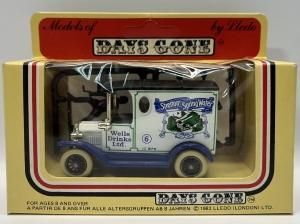 Models of
by Lledo
DAYS GONE
Stretton Spring Water
Wells
Drinks
Ltd.
6
FOR AGES 8 AND OVER
A PARTIR DE 8 ANS FÜR ALLE ALTERSGRUPPEN AB 8 JAHREN
DAYS GONE
© 1983 LLEDO (LONDON) LTD.